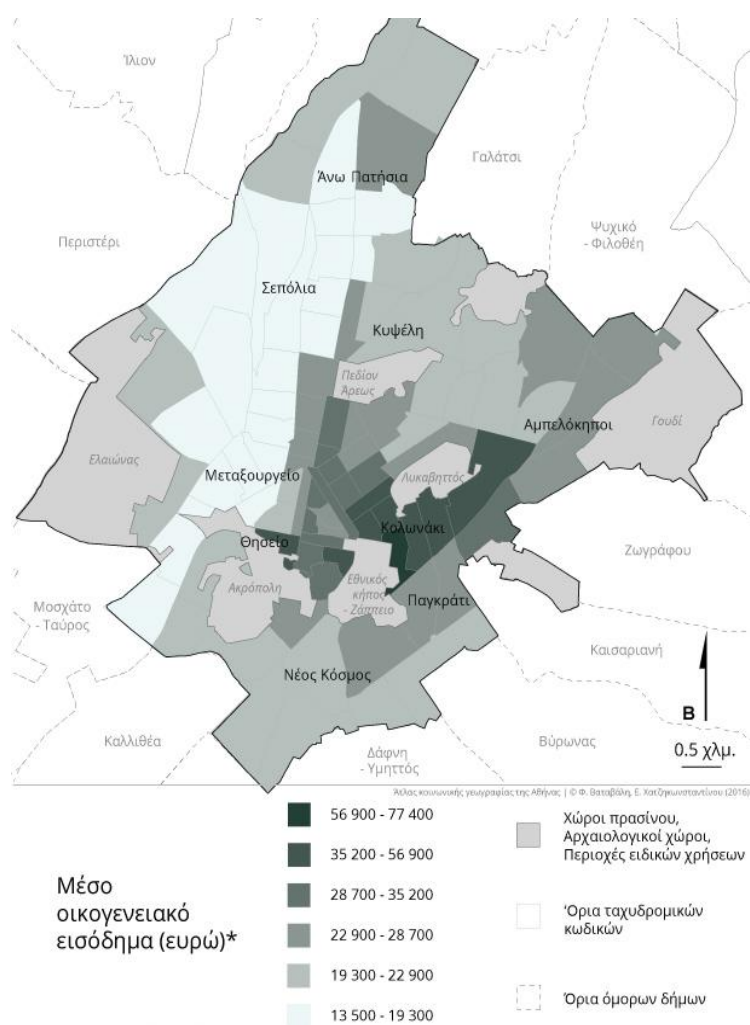 Ίλιον
Γαλάτσι
Άνω Πατήσια
Ψυχικό
- Φιλοθέη
Περιστέρι
Σεπόλια
Κυψέλη
Πεδίον
Άρεως
Αμπελόκηποι
Γουδί
Ελαιώνας
Μεταξουργείο
Λυκαβηττός
Κολωνάκι
Θησείο
Ζωγράφου
Ακρόπολη
Εθνικός
κήπος
- Ζάππειο
Παγκράτι
Μοσχάτο
- Ταύρος
Καισαριανή
Νέος Κόσμος
Β
Καλλιθέα
Δάφνη
- Υμηττός
Βύρωνας
0.5 χλμ.
Άτλας κοινωνικής γεωγραφίας της Αθήνας | © Φ. Βαταβάλη, Ε. Χατζηκωνσταντίνου (2016)
Μέσο
οικογενειακό
εισόδημα (ευρώ)*
56 900 - 77 400
35 200 - 56 900
28 700 - 35 200
22 900 - 28 700
19 300 - 22 900
13 500 - 19 300
Χώροι πρασίνου,
Αρχαιολογικοί χώροι,
Περιοχές ειδικών χρήσεων
'Ορια ταχυδρομικών
κωδικών
Όρια όμορων δήμων